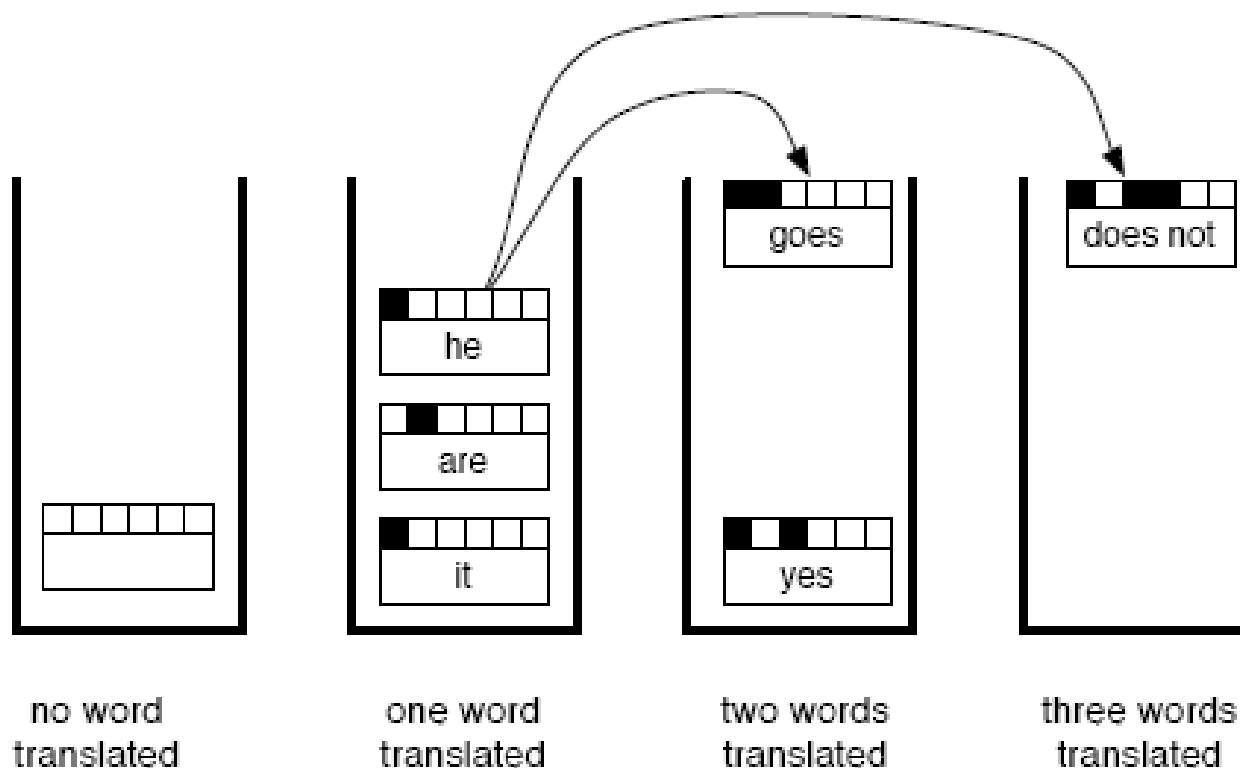 goes
does not
he
are
it
yes
no word
translated
one word
translated
two words
translated
three words
translated